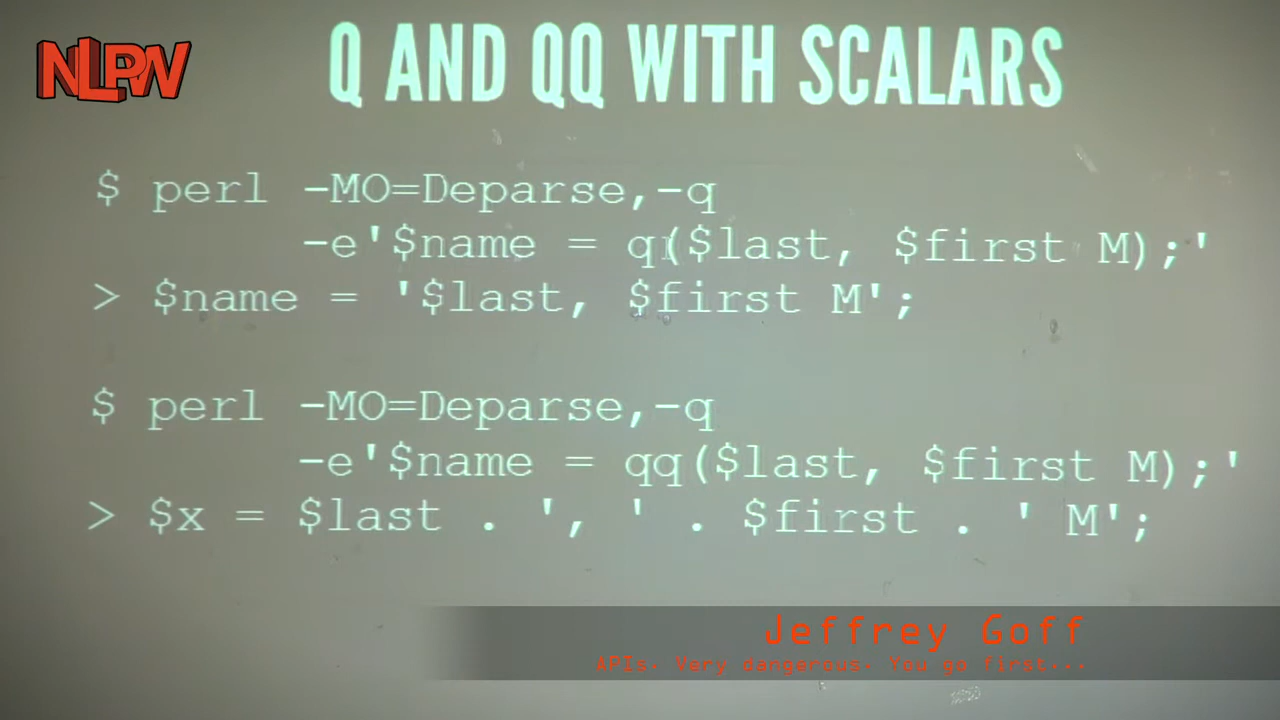 NLPW
Q AND QQ WITH SCALARS
$ perl -MO=Deparse,-q
-e'$name = q($last, $first M);'
> $name = '$last, $first M';
$ perl -MO=Deparse,-q
-e'$name = qq($last, $first M);'
> $x = $last . ', ' . $first . ' M';
Jeffrey Goff
APIs. Very dangerous. You go first...